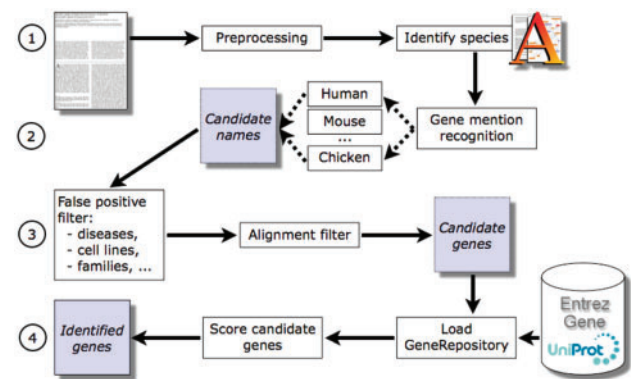 1
Preprocessing
Identify species
A
2
Candidate
names
Human
Mouse
...
Chicken
Gene mention
recognition
3
False positive
filter:
- diseases,
- cell lines,
- families, ...
Alignment filter
Candidate
genes
4
Identified
genes
Score candidate
genes
Load
GeneRepository
Entrez
Gene
UniProt